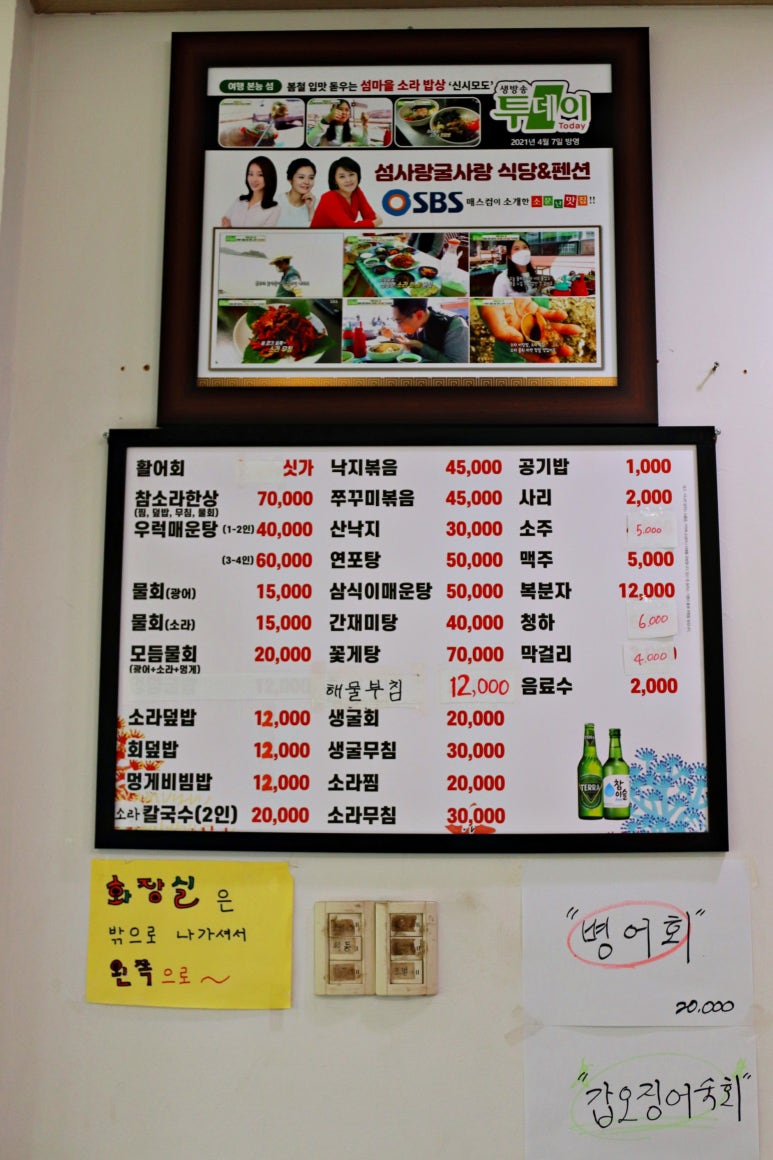 여행 본능 섬 봄철 입맛 돋우는 섬마을 소라 밥상 '신시모도'
생방송
투데이
Today
2021년 4월 7일 방영
섬사랑굴사랑 식당&펜션
SBS 매스컴이 소개한 소문난 맛집!!
소라 무침
활어회 싯가
참소라한상 70,000
(찜, 덮밥, 무침, 물회)
우럭매운탕 (1-2인) 40,000
(3-4인) 60,000
물회(광어) 15,000
물회(소라) 15,000
모듬물회 20,000
(광어+소라+멍게)
12,000
소라덮밥 12,000
회덮밥 12,000
멍게비빔밥 12,000
소라 칼국수(2인) 20,000
낙지볶음 45,000
쭈꾸미볶음 45,000
산낙지 30,000
연포탕 50,000
삼식이매운탕 50,000
간재미탕 40,000
꽃게탕 70,000
해물부침 12,000
생굴회 20,000
생굴무침 30,000
소라찜 20,000
소라무침 30,000
공기밥 1,000
사리 2,000
소주 5.000
맥주 5,000
복분자 12,000
청하 6.000
막걸리 4.000
음료수 2,000
TERRA
참이슬
화장실은
밖으로 나가셔서
왼쪽으로~
"병어회"
20.000
"갑오징어숙회"